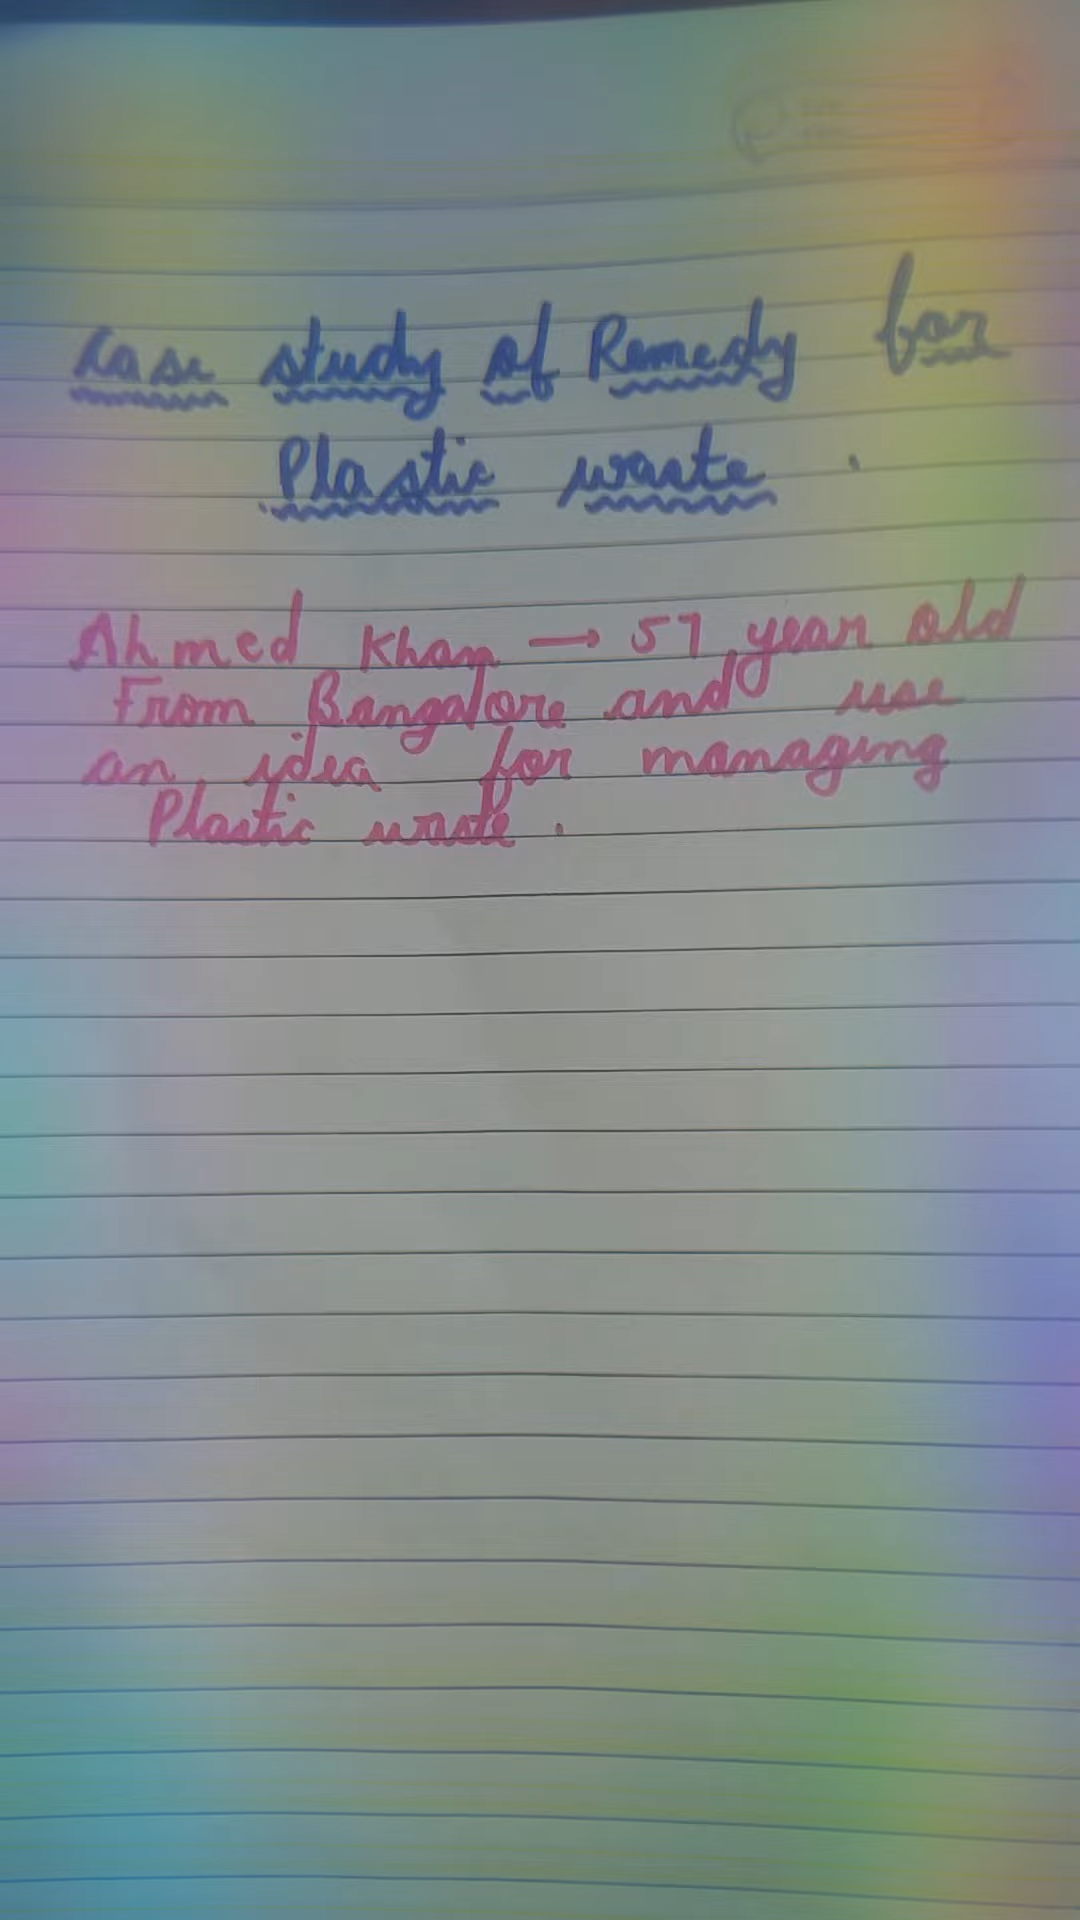 Case study of Remedy for
Plastic waste .
Ahmed Khan → 57 year old
From Bangalore and use
an idea for managing
Plastic waste .